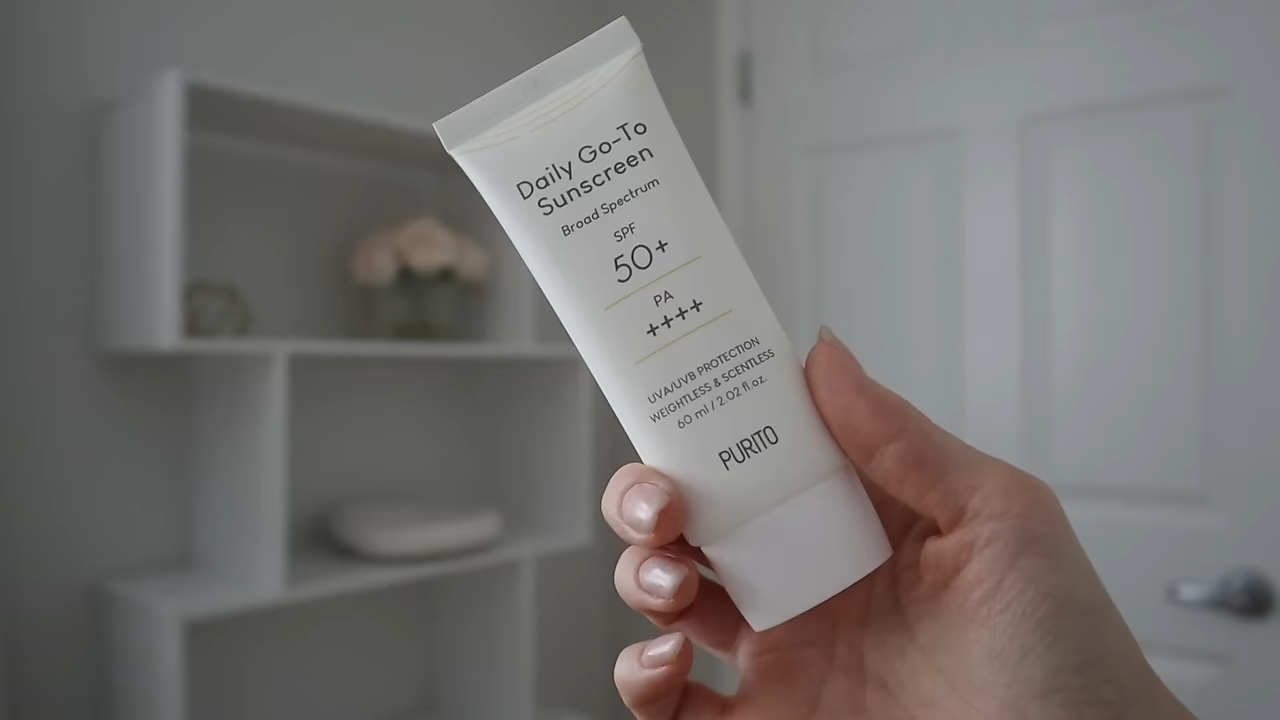 Daily Go-To
Sunscreen
Broad Spectrum
SPF
50+
PA
++++
UVA/UVB PROTECTION
WEIGHTLESS & SCENTLESS
60 ml / 2.02 fl.oz.
PURITO